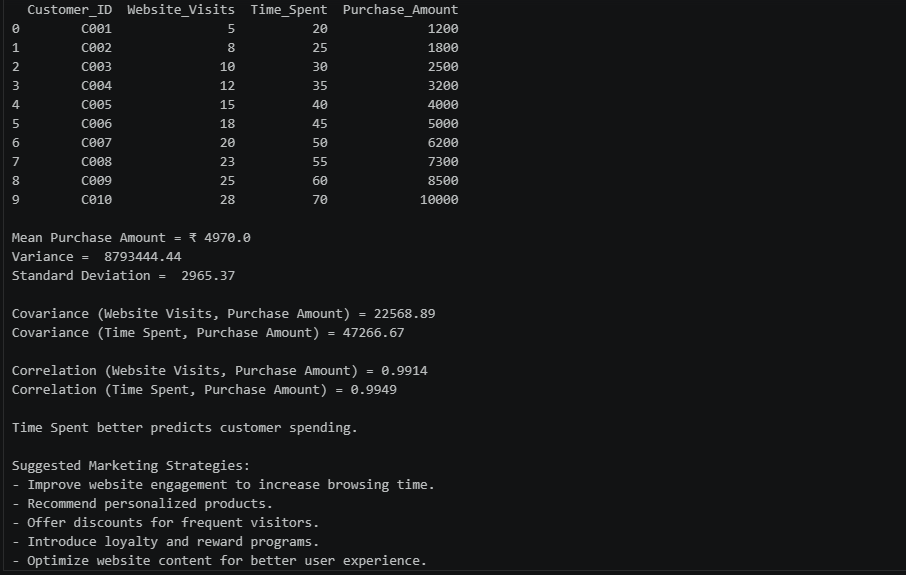 Customer_ID Website_Visits Time_Spent Purchase_Amount
0 C001 5 20 1200
1 C002 8 25 1800
2 C003 10 30 2500
3 C004 12 35 3200
4 C005 15 40 4000
5 C006 18 45 5000
6 C007 20 50 6200
7 C008 23 55 7300
8 C009 25 60 8500
9 C010 28 70 10000
Mean Purchase Amount = ₹ 4970.0
Variance = 8793444.44
Standard Deviation = 2965.37
Covariance (Website Visits, Purchase Amount) = 22568.89
Covariance (Time Spent, Purchase Amount) = 47266.67
Correlation (Website Visits, Purchase Amount) = 0.9914
Correlation (Time Spent, Purchase Amount) = 0.9949
Time Spent better predicts customer spending.
Suggested Marketing Strategies:
- Improve website engagement to increase browsing time.
- Recommend personalized products.
- Offer discounts for frequent visitors.
- Introduce loyalty and reward programs.
- Optimize website content for better user experience.